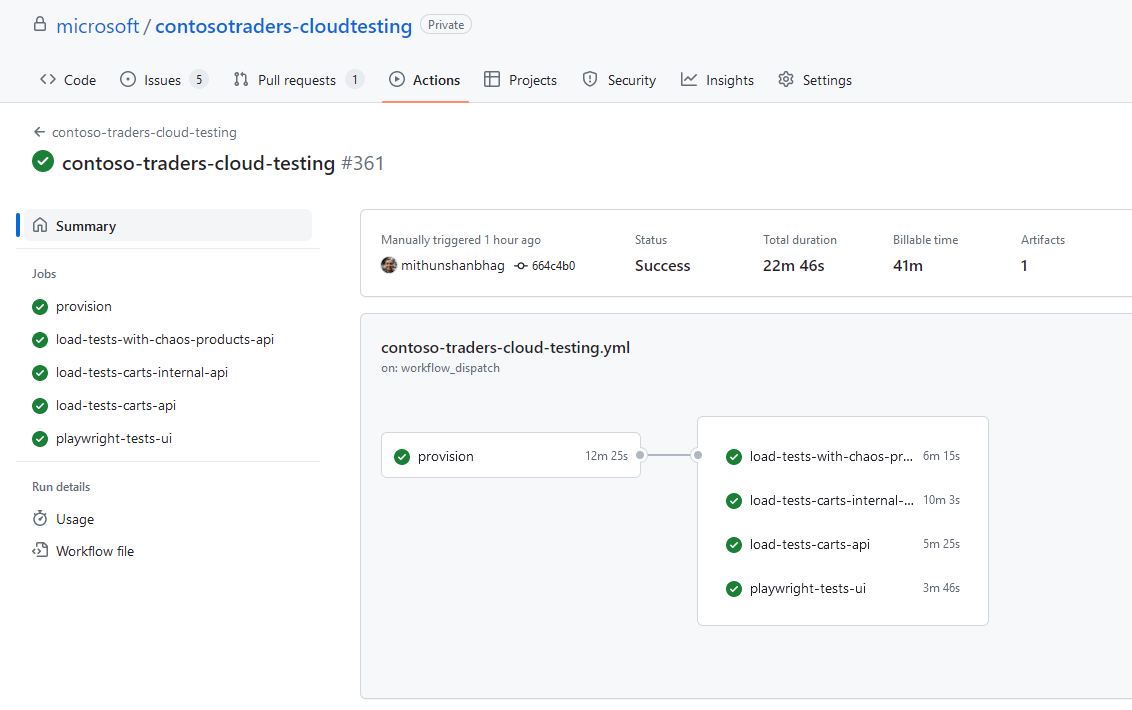 microsoft / contosotraders-cloudtesting Private
Code Issues 5 Pull requests 1 Actions Projects Security Insights Settings
contoso-traders-cloud-testing
contoso-traders-cloud-testing #361
Summary
Jobs
provision
load-tests-with-chaos-products-api
load-tests-carts-internal-api
load-tests-carts-api
playwright-tests-ui
Run details
Usage
Workflow file
Manually triggered 1 hour ago
mithunshanbhag 664c4b0
Status
Success
Total duration
22m 46s
Billable time
41m
Artifacts
1
contoso-traders-cloud-testing.yml
on: workflow_dispatch
provision 12m 25s
load-tests-with-chaos-pr... 6m 15s
load-tests-carts-internal-... 10m 3s
load-tests-carts-api 5m 25s
playwright-tests-ui 3m 46s